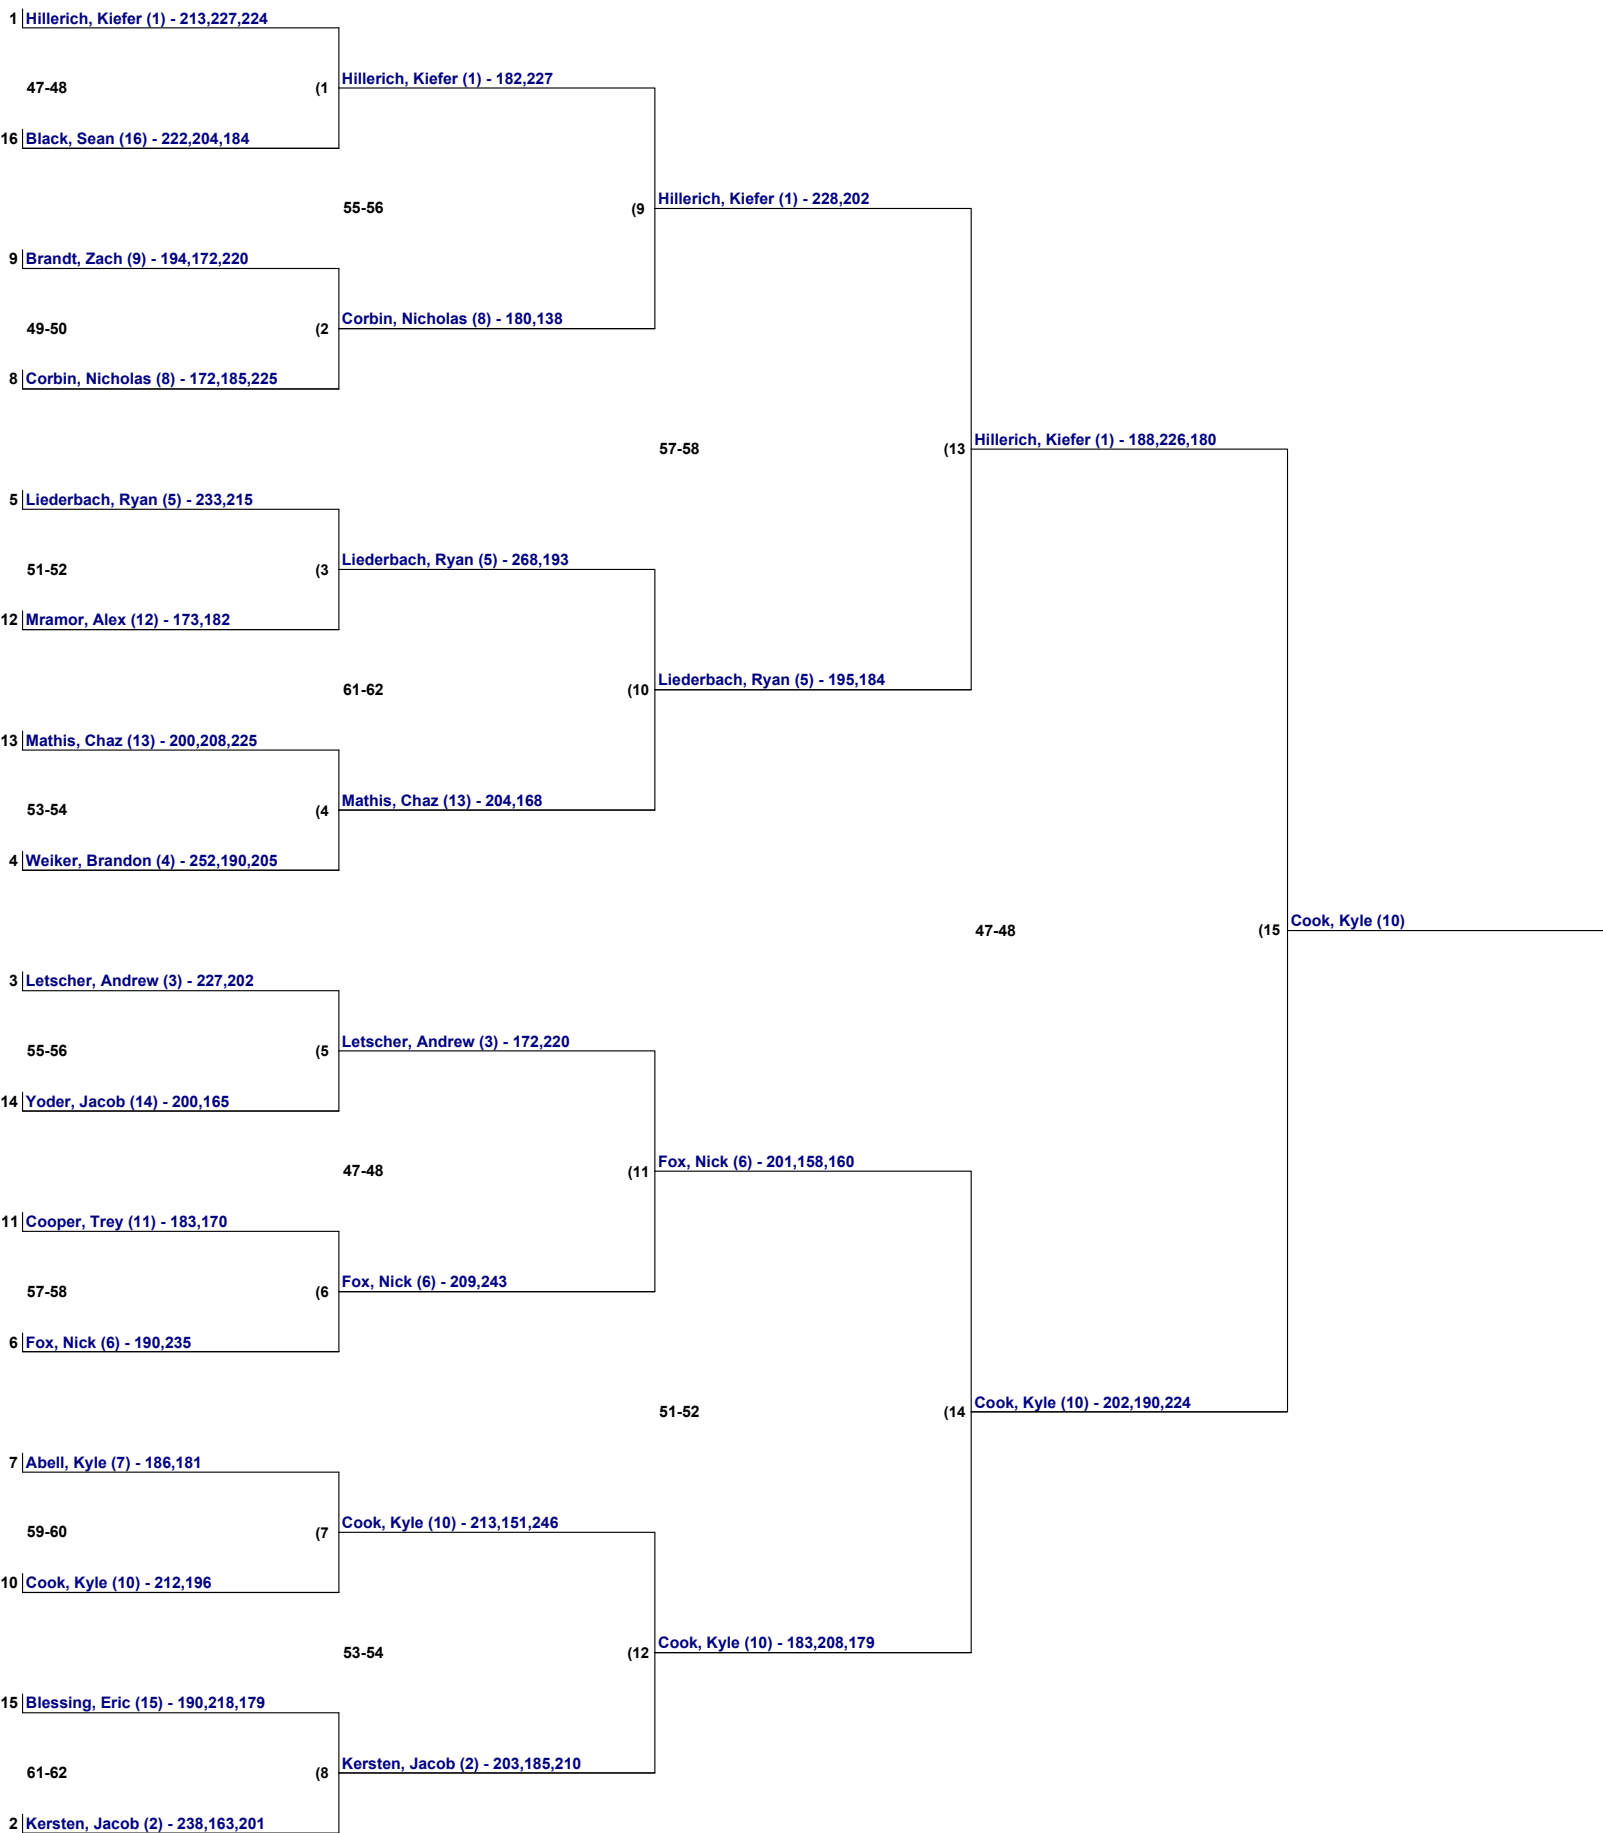 1 Hillerich, Kiefer (1) - 213,227,224
47-48 (1 Hillerich, Kiefer (1) - 182,227
16 Black, Sean (16) - 222,204,184
55-56 (9 Hillerich, Kiefer (1) - 228,202
9 Brandt, Zach (9) - 194,172,220
49-50 (2 Corbin, Nicholas (8) - 180,138
8 Corbin, Nicholas (8) - 172,185,225
57-58 (13 Hillerich, Kiefer (1) - 188,226,180
5 Liederbach, Ryan (5) - 233,215
51-52 (3 Liederbach, Ryan (5) - 268,193
12 Mramor, Alex (12) - 173,182
61-62 (10 Liederbach, Ryan (5) - 195,184
13 Mathis, Chaz (13) - 200,208,225
53-54 (4 Mathis, Chaz (13) - 204,168
4 Weiker, Brandon (4) - 252,190,205
47-48 (15 Cook, Kyle (10)
3 Letscher, Andrew (3) - 227,202
55-56 (5 Letscher, Andrew (3) - 172,220
14 Yoder, Jacob (14) - 200,165
47-48 (11 Fox, Nick (6) - 201,158,160
11 Cooper, Trey (11) - 183,170
57-58 (6 Fox, Nick (6) - 209,243
6 Fox, Nick (6) - 190,235
51-52 (14 Cook, Kyle (10) - 202,190,224
7 Abell, Kyle (7) - 186,181
59-60 (7 Cook, Kyle (10) - 213,151,246
10 Cook, Kyle (10) - 212,196
53-54 (12 Cook, Kyle (10) - 183,208,179
15 Blessing, Eric (15) - 190,218,179
61-62 (8 Kersten, Jacob (2) - 203,185,210
2 Kersten, Jacob (2) - 238,163,201